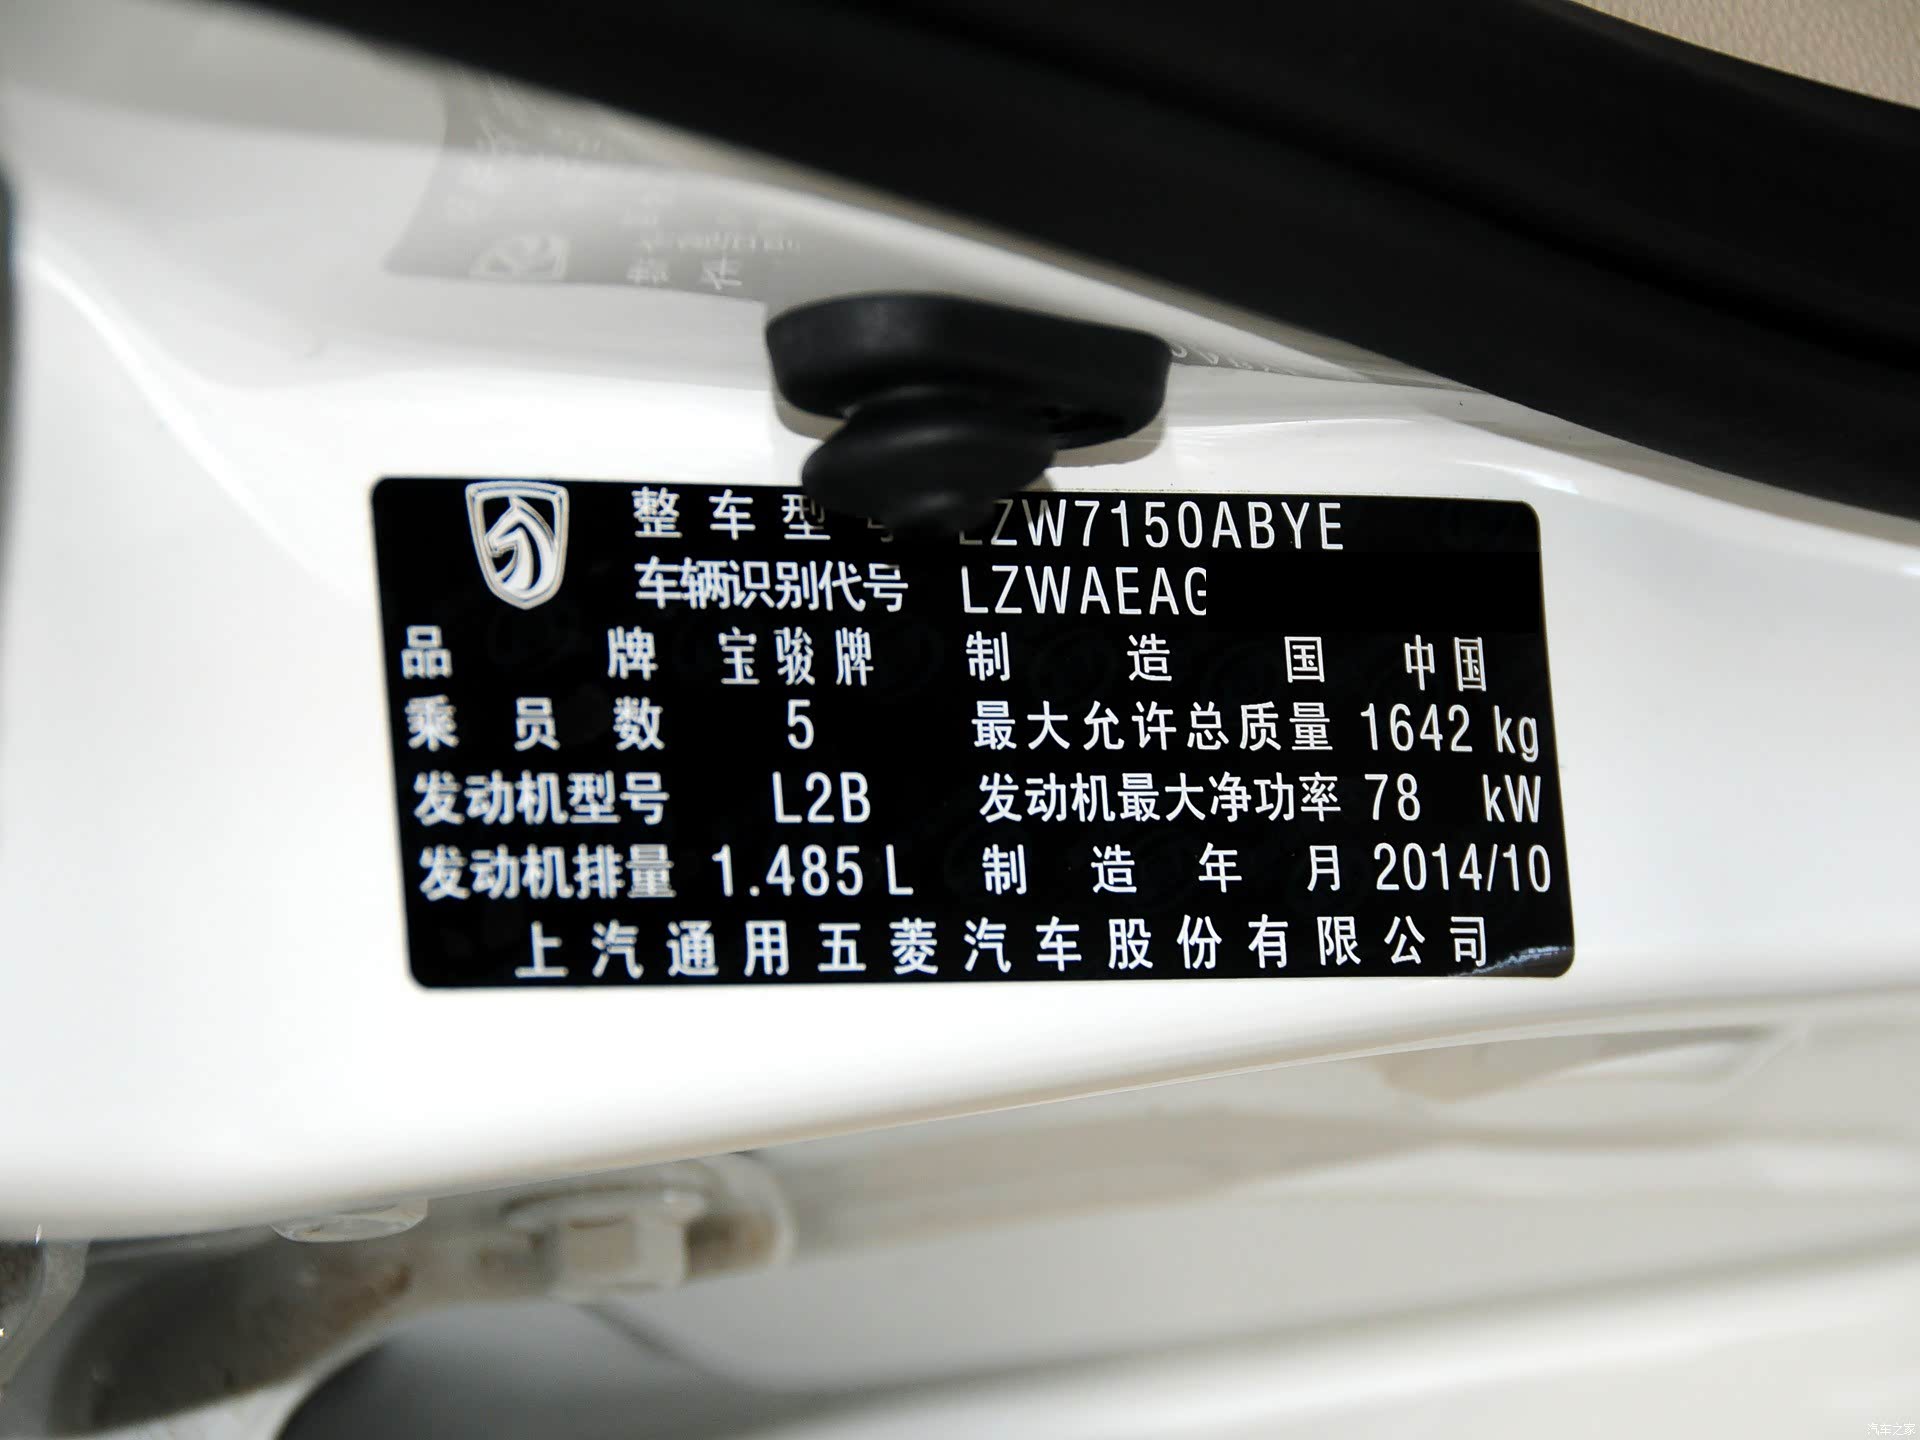 整车型号 LZW7150ABYE
车辆识别代号 LZWAEAG
品牌 宝骏牌 制造国 中国
乘员数 5 最大允许总质量 1642 kg
发动机型号 L2B 发动机最大净功率 78 kW
发动机排量 1.485 L 制造年月 2014/10
上汽通用五菱汽车股份有限公司
汽车之家